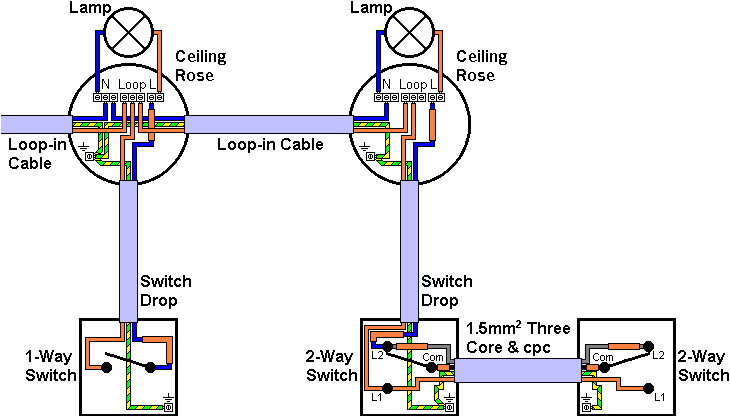 Lamp
Lamp
Ceiling
Rose
Ceiling
Rose
N Loop L
N Loop L
Loop-in
Cable
Loop-in Cable
Switch
Drop
Switch
Drop
1.5mm² Three
Core & cpc
1-Way
Switch
2-Way
Switch
L2
Com
L1
L2
Com
L1
2-Way
Switch